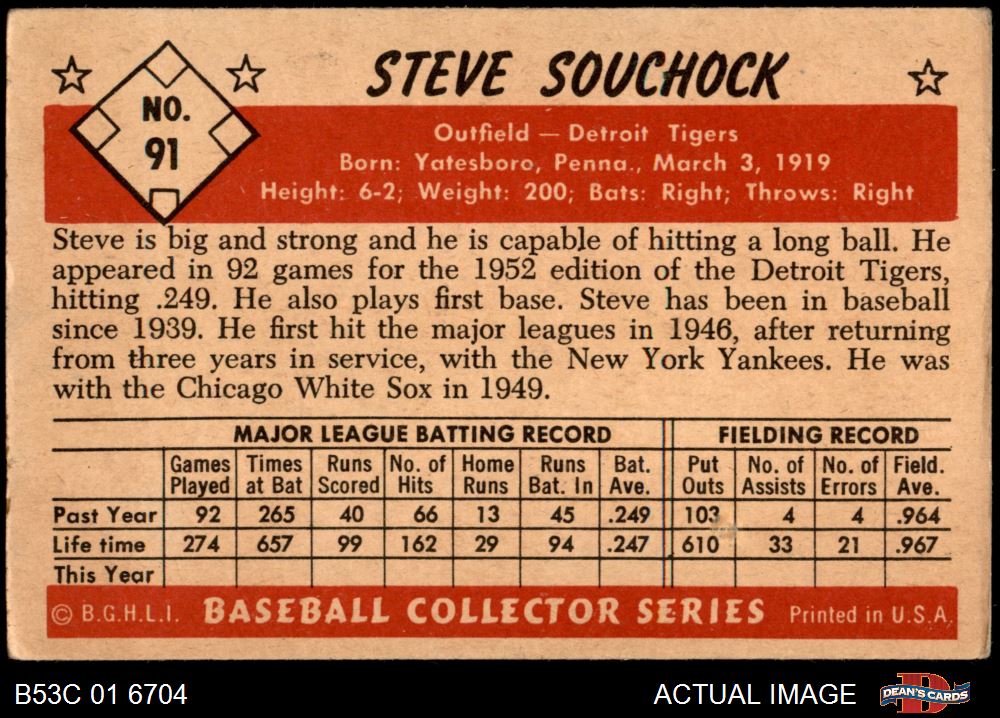 STEVE SOUCHOCK
NO.
91
Outfield — Detroit Tigers
Born: Yatesboro, Penna., March 3, 1919
Height: 6-2; Weight: 200; Bats: Right; Throws: Right
Steve is big and strong and he is capable of hitting a long ball. He
appeared in 92 games for the 1952 edition of the Detroit Tigers,
hitting .249. He also plays first base. Steve has been in baseball
since 1939. He first hit the major leagues in 1946, after returning
from three years in service, with the New York Yankees. He was
with the Chicago White Sox in 1949.
MAJOR LEAGUE BATTING RECORD FIELDING RECORD
Games Times Runs No. of Home Runs Bat. Put No. of No. of Field.
Played at Bat Scored Hits Runs Bat. In Ave. Outs Assists Errors Ave.
Past Year 92 265 40 66 13 45 .249 103 4 4 .964
Life time 274 657 99 162 29 94 .247 610 33 21 .967
This Year
© B.G.H.L.I. BASEBALL COLLECTOR SERIES Printed in U.S.A.
B53C 01 6704 ACTUAL IMAGE DEAN'S CARDS